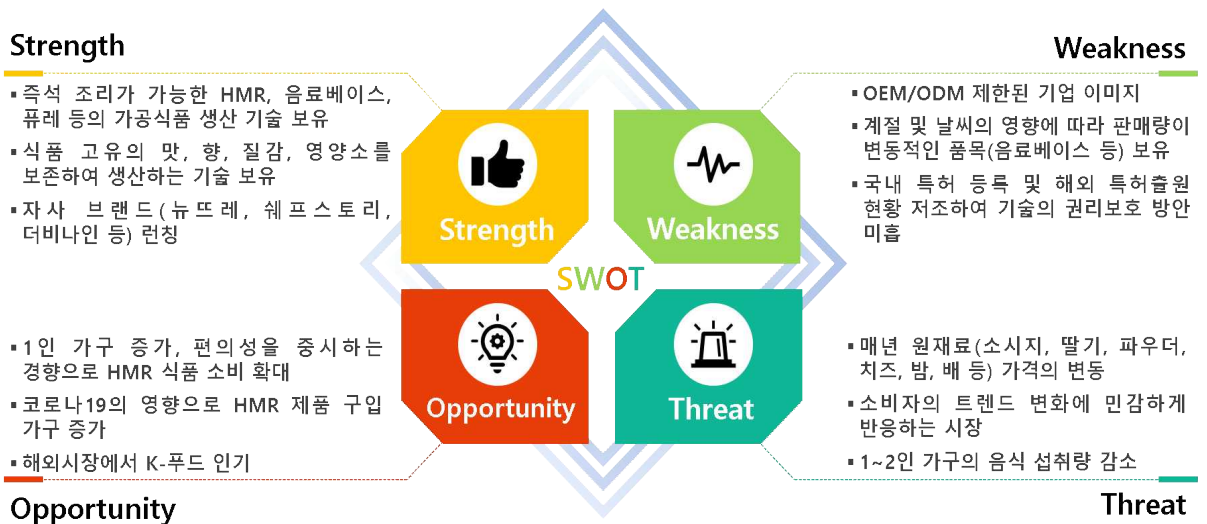 Strength
▪ 즉석 조리가 가능한 HMR, 음료베이스,
퓨레 등의 가공식품 생산 기술 보유
▪ 식품 고유의 맛, 향, 질감, 영양소를
보존하여 생산하는 기술 보유
▪ 자사 브랜드(뉴뜨레, 쉐프스토리,
더비나인 등) 런칭
Weakness
▪ OEM/ODM 제한된 기업 이미지
▪ 계절 및 날씨의 영향에 따라 판매량이
변동적인 품목(음료베이스 등) 보유
▪ 국내 특허 등록 및 해외 특허출원
현황 저조하여 기술의 권리보호 방안
미흡
Strength
Weakness
SWOT
Opportunity
Threat
▪ 1인 가구 증가, 편의성을 중시하는
경향으로 HMR 식품 소비 확대
▪ 코로나19의 영향으로 HMR 제품 구입
가구 증가
▪ 해외시장에서 K-푸드 인기
Opportunity
▪ 매년 원재료(소시지, 딸기, 파우더,
치즈, 밤, 배 등) 가격의 변동
▪ 소비자의 트렌드 변화에 민감하게
반응하는 시장
▪ 1~2인 가구의 음식 섭취량 감소
Threat